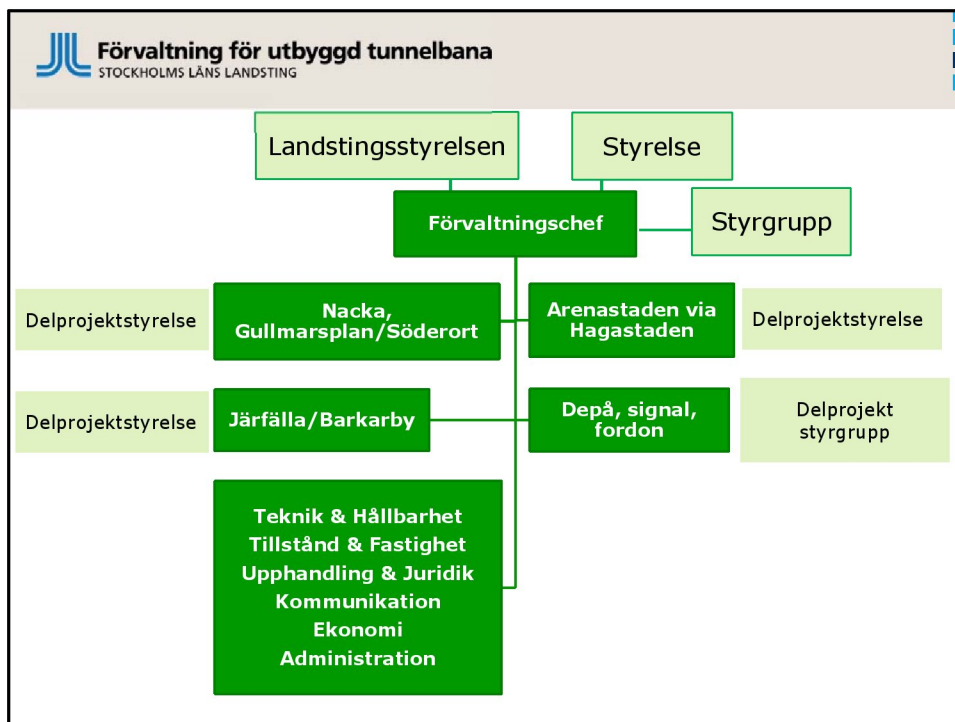 Förvaltning för utbyggd tunnelbana
STOCKHOLMS LÄNS LANDSTING
Landstingsstyrelsen
Styrelse
Förvaltningschef
Styrgrupp
Delprojektstyrelse
Nacka,
Gullmarsplan/Söderort
Arenastaden via
Hagastaden
Delprojektstyrelse
Delprojektstyrelse
Järfälla/Barkarby
Depå, signal,
fordon
Delprojekt
styrgrupp
Teknik & Hållbarhet
Tillstånd & Fastighet
Upphandling & Juridik
Kommunikation
Ekonomi
Administration